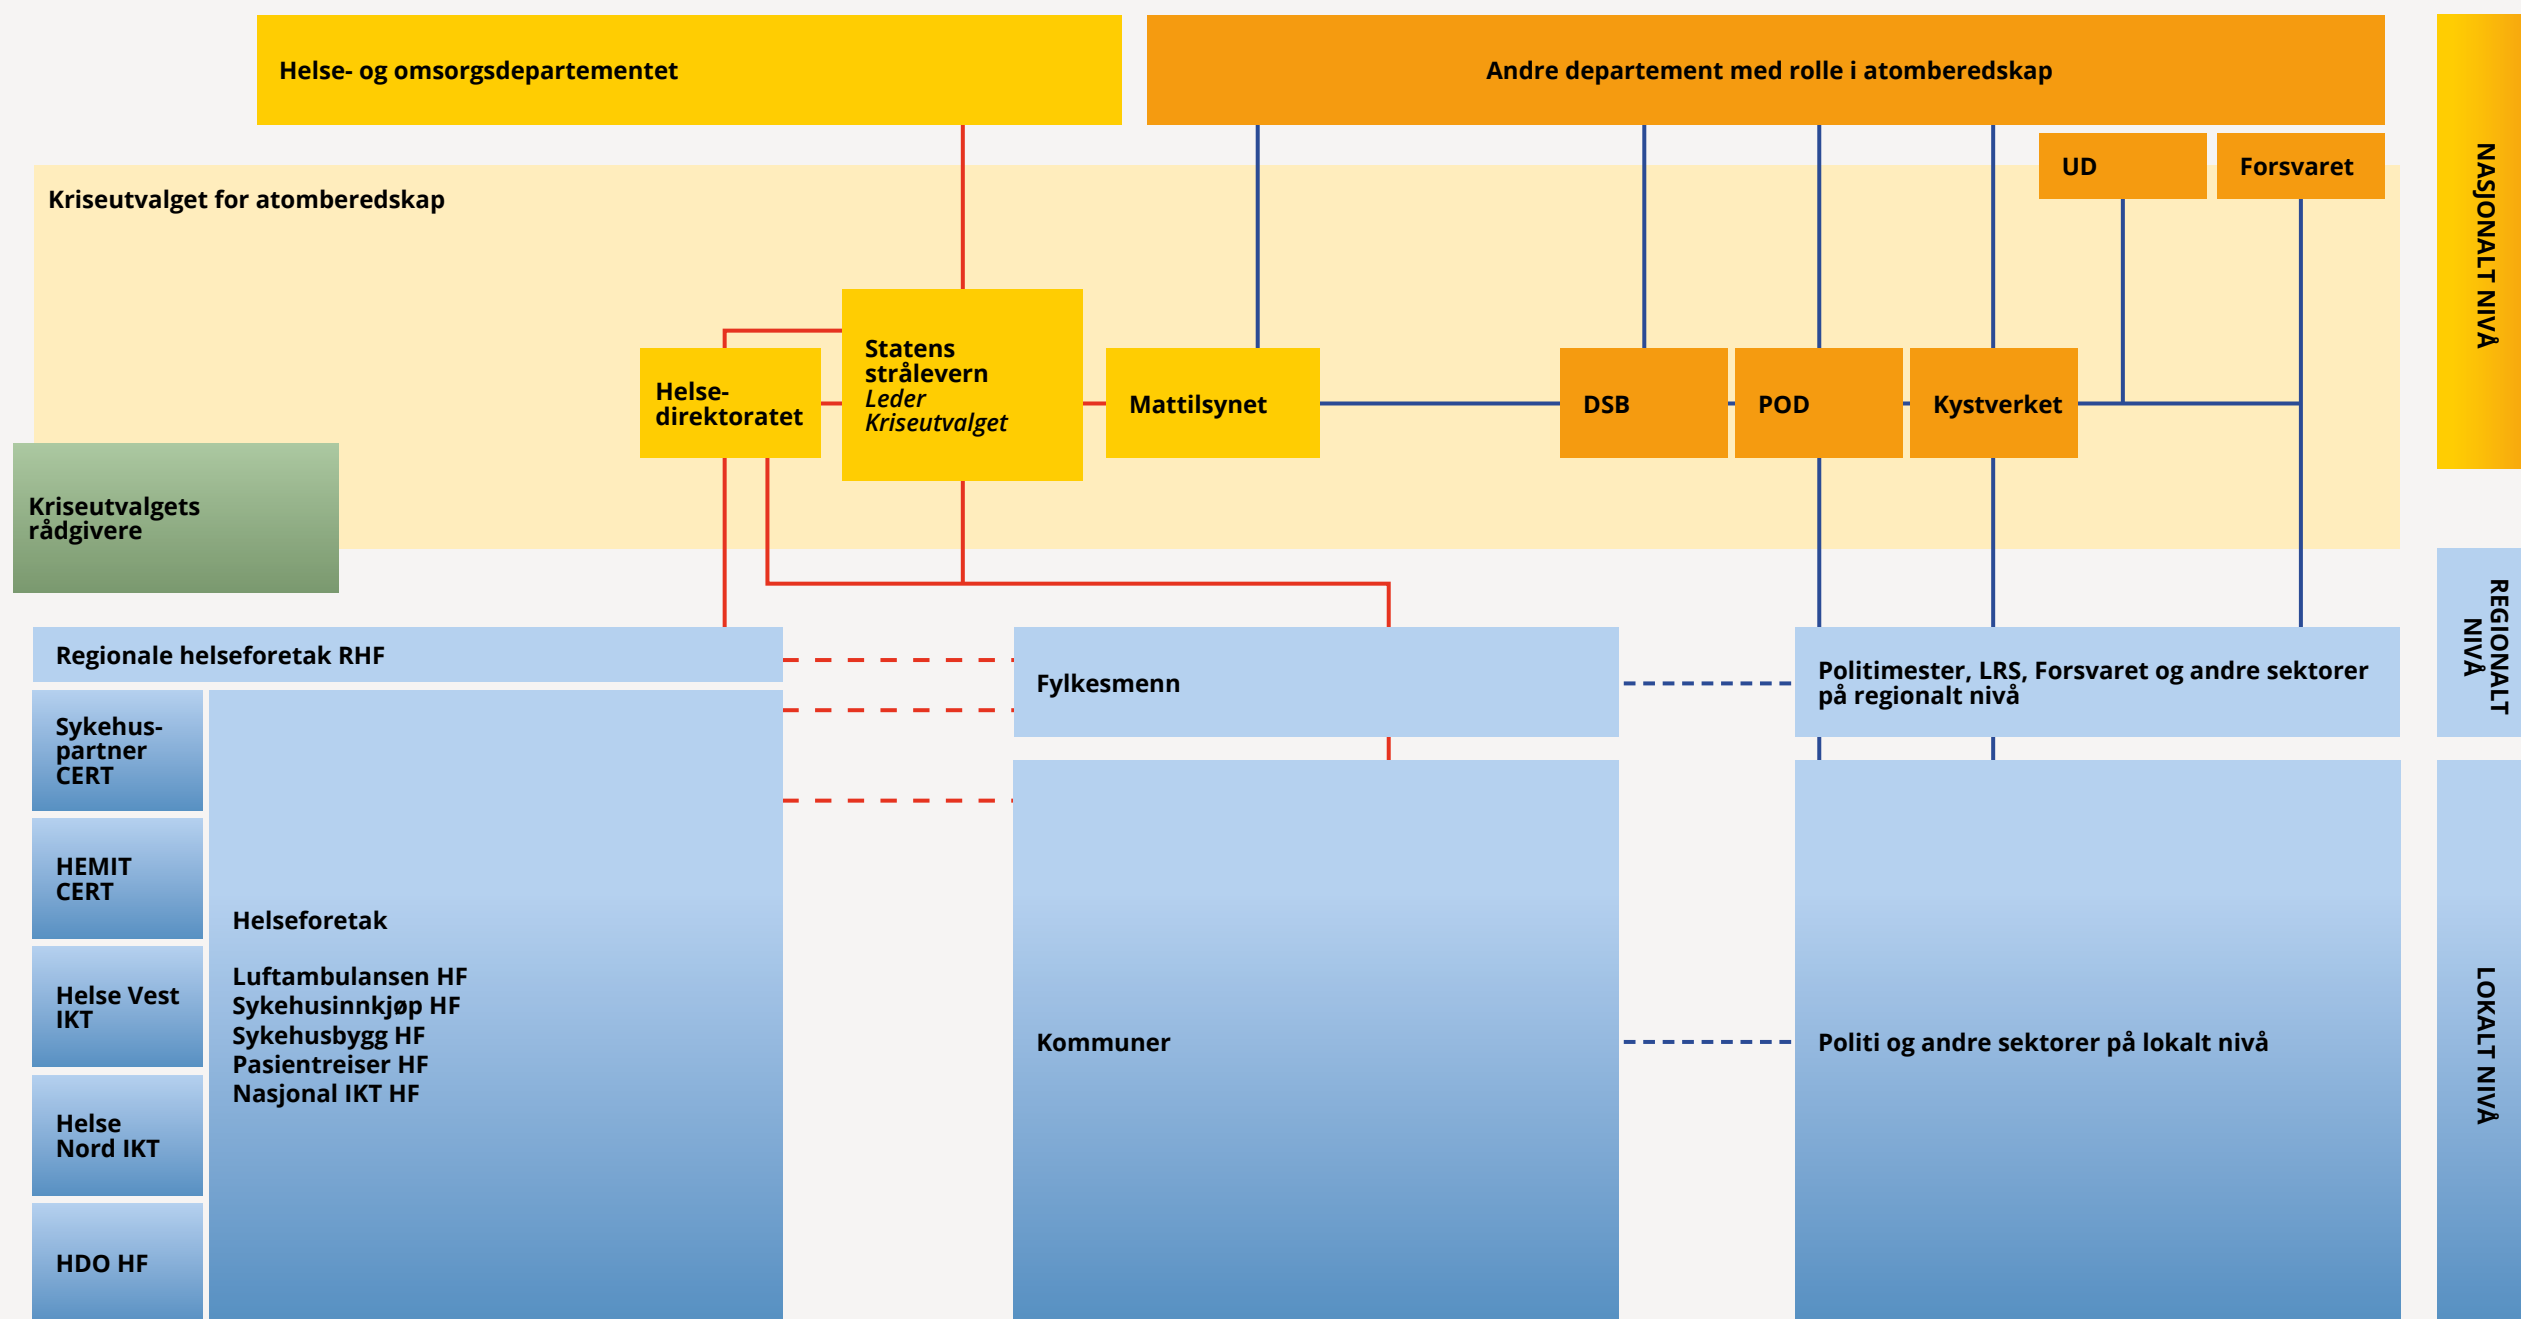 Helse- og omsorgsdepartementet
Andre departement med rolle i atomberedskap
UD
Forsvaret
NASJONALT NIVÅ
Kriseutvalget for atomberedskap
Statens
strålevern
Leder
Kriseutvalget
Helse-
direktoratet
Mattilsynet
DSB
POD
Kystverket
Kriseutvalgets
rådgivere
Regionale helseforetak RHF
Fylkesmenn
Politimester, LRS, Forsvaret og andre sektorer
på regionalt nivå
REGIONALT
NIVÅ
Sykehus-
partner
CERT
HEMIT
CERT
Helse Vest
IKT
Helse
Nord IKT
HDO HF
Helseforetak
Luftambulansen HF
Sykehusinnkjøp HF
Sykehusbygg HF
Pasientreiser HF
Nasjonal IKT HF
Kommuner
Politi og andre sektorer på lokalt nivå
LOKALT NIVÅ